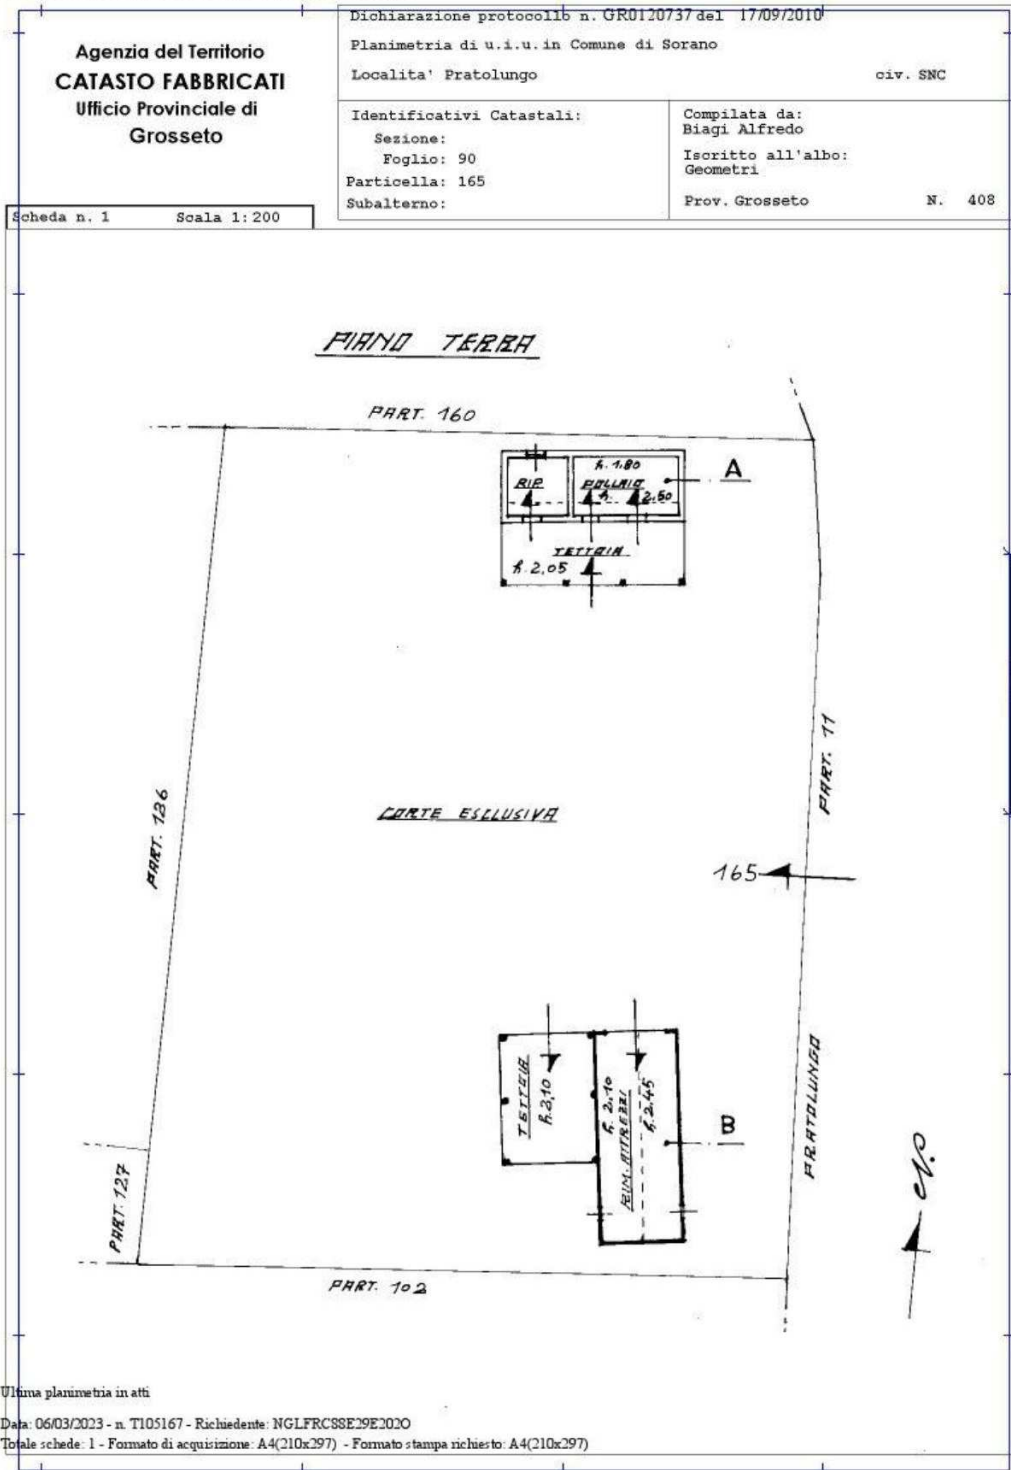 Agenzia del Territorio
CATASTO FABBRICATI
Ufficio Provinciale di
Grosseto
Scheda n. 1 Scala 1:200
Dichiarazione protocollo n. GR0120737 del 17/09/2010
Planimetria di u.i.u. in Comune di Sorano
Localita' Pratolungo civ. SNC
Identificativi Catastali:
Sezione:
Foglio: 90
Particella: 165
Subalterno:
Compilata da:
Biagi Alfredo
Iscritto all'albo:
Geometri
Prov. Grosseto N. 408
PIANO TERRA
PART. 160
h. 1,80
A
RIP.
POLLAIO
h. 2,50
TETTOIA
h. 2,05
PART. 11
PART. 126
CORTE ESCLUSIVA
165
TETTOIA
h. 3,10
h. 2,10
RIM. ATTREZZI
h. 2,45
B
PRATOLUNGO
PART. 127
N.
PART. 102
Ultima planimetria in atti
Data: 06/03/2023 - n. T105167 - Richiedente: NGLFRC88E29E202O
Totale schede: 1 - Formato di acquisizione: A4(210x297) - Formato stampa richiesto: A4(210x297)